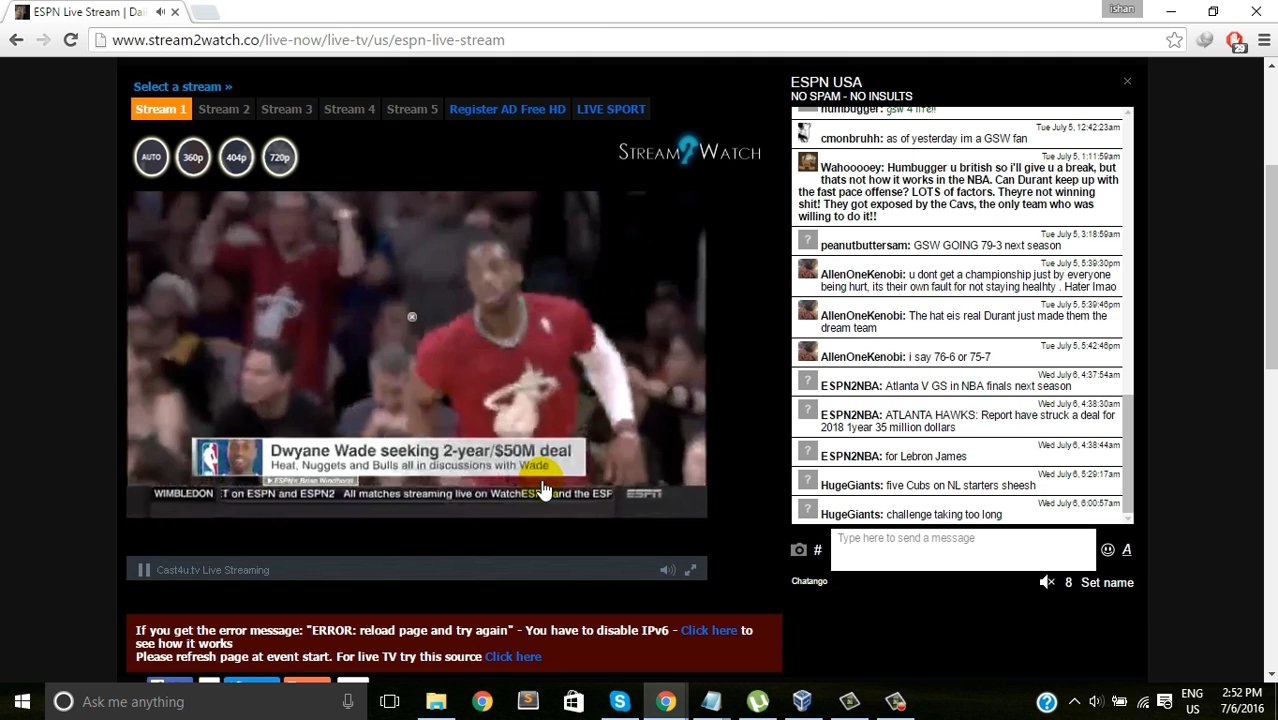 ESPN Live Stream | Dai
ishan
www.stream2watch.co/live-now/live-tv/us/espn-live-stream
23
Select a stream »
Stream 1 Stream 2 Stream 3 Stream 4 Stream 5 Register AD Free HD LIVE SPORT
AUTO 360p 404p 720p
STREAM 2 WATCH
Dwyane Wade seeking 2-year/$50M deal
Heat, Nuggets and Bulls all in discussions with Wade
ESPN's Brian Windhorst
WIMBLEDON T on ESPN and ESPN2 All matches streaming live on WatchESPN and the ESP ESPN
Cast4u.tv Live Streaming
If you get the error message: "ERROR: reload page and try again" - You have to disable IPv6 - Click here to
see how it works
Please refresh page at event start. For live TV try this source Click here
ESPN USA
NO SPAM - NO INSULTS
humbugger: gsw 4 life!!
Tue July 5, 12:42:23am
cmonbruhh: as of yesterday im a GSW fan
Tue July 5, 1:11:59am
Wahooooey: Humbugger u british so i'll give u a break, but
thats not how it works in the NBA. Can Durant keep up with
the fast pace offense? LOTS of factors. Theyre not winning
shit! They got exposed by the Cavs, the only team who was
willing to do it!!
Tue July 5, 3:18:59am
peanutbuttersam: GSW GOING 79-3 next season
Tue July 5, 5:39:30pm
AllenOneKenobi: u dont get a championship just by everyone
being hurt, its their own fault for not staying healhty . Hater lmao
Tue July 5, 5:39:46pm
AllenOneKenobi: The hat eis real Durant just made them the
dream team
Tue July 5, 5:42:46pm
AllenOneKenobi: i say 76-6 or 75-7
Wed July 6, 4:37:54am
ESPN2NBA: Atlanta V GS in NBA finals next season
Wed July 6, 4:38:30am
ESPN2NBA: ATLANTA HAWKS: Report have struck a deal for
2018 1year 35 million dollars
Wed July 6, 4:38:44am
ESPN2NBA: for Lebron James
Wed July 6, 5:29:17am
HugeGiants: five Cubs on NL starters sheesh
Wed July 6, 6:00:57am
HugeGiants: challenge taking too long
# Type here to send a message A
Chatango 8 Set name
Ask me anything
ENG
US
2:52 PM
7/6/2016